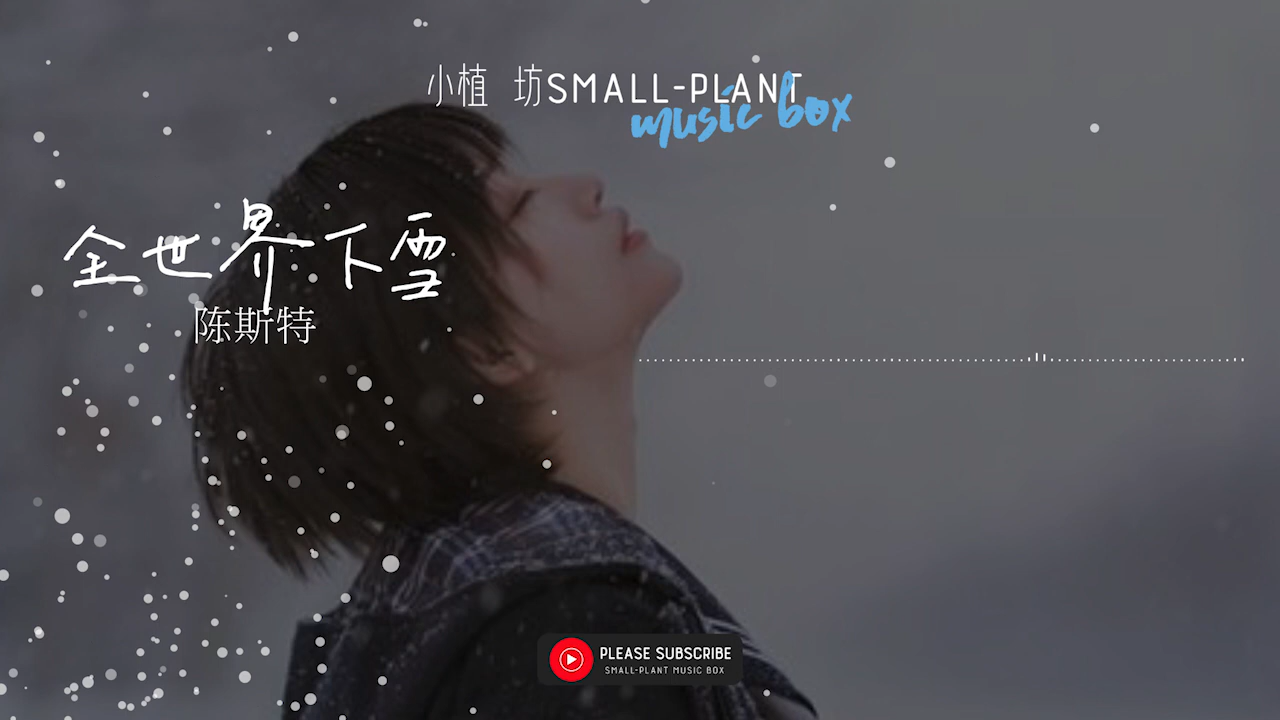 小植 坊SMALL-PLANT
music box
全世界下雪
陈斯特
PLEASE SUBSCRIBE
SMALL-PLANT MUSIC BOX